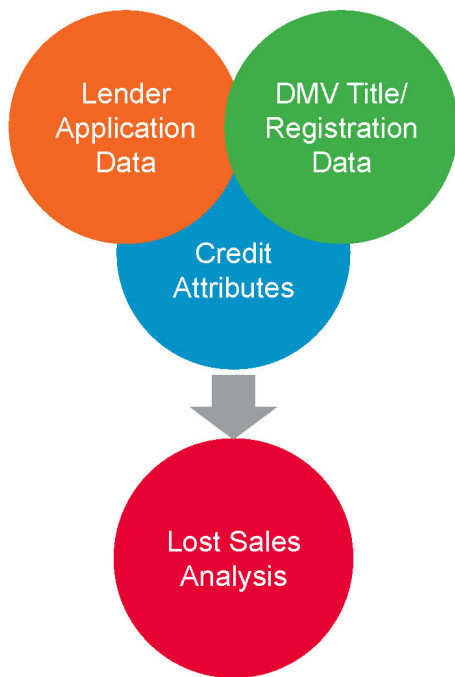 Lender
Application
Data
DMV Title/
Registration
Data
Credit
Attributes
Lost Sales
Analysis